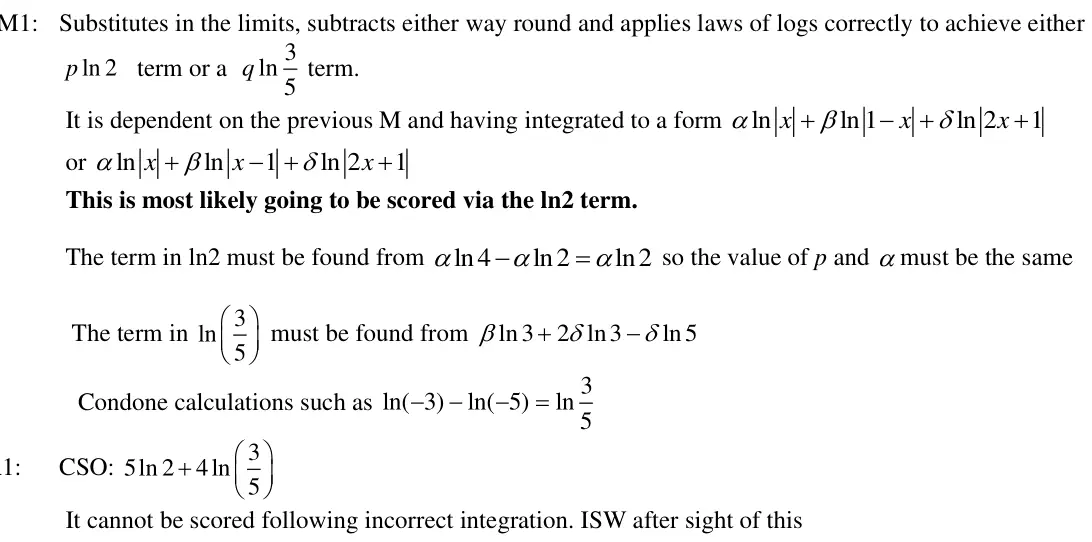 M1: Substitutes in the limits, subtracts either way round and applies laws of logs correctly to achieve either
p ln 2 term or a q ln 3/5 term.
It is dependent on the previous M and having integrated to a form α ln|x| + β ln|1 − x| + δ ln|2x + 1|
or α ln|x| + β ln|x − 1| + δ ln|2x + 1|
This is most likely going to be scored via the ln2 term.
The term in ln2 must be found from α ln 4 − α ln 2 = α ln 2 so the value of p and α must be the same
The term in ln(3/5) must be found from β ln 3 + 2δ ln 3 − δ ln 5
Condone calculations such as ln(−3) − ln(−5) = ln 3/5
1: CSO: 5 ln 2 + 4 ln(3/5)
It cannot be scored following incorrect integration. ISW after sight of this